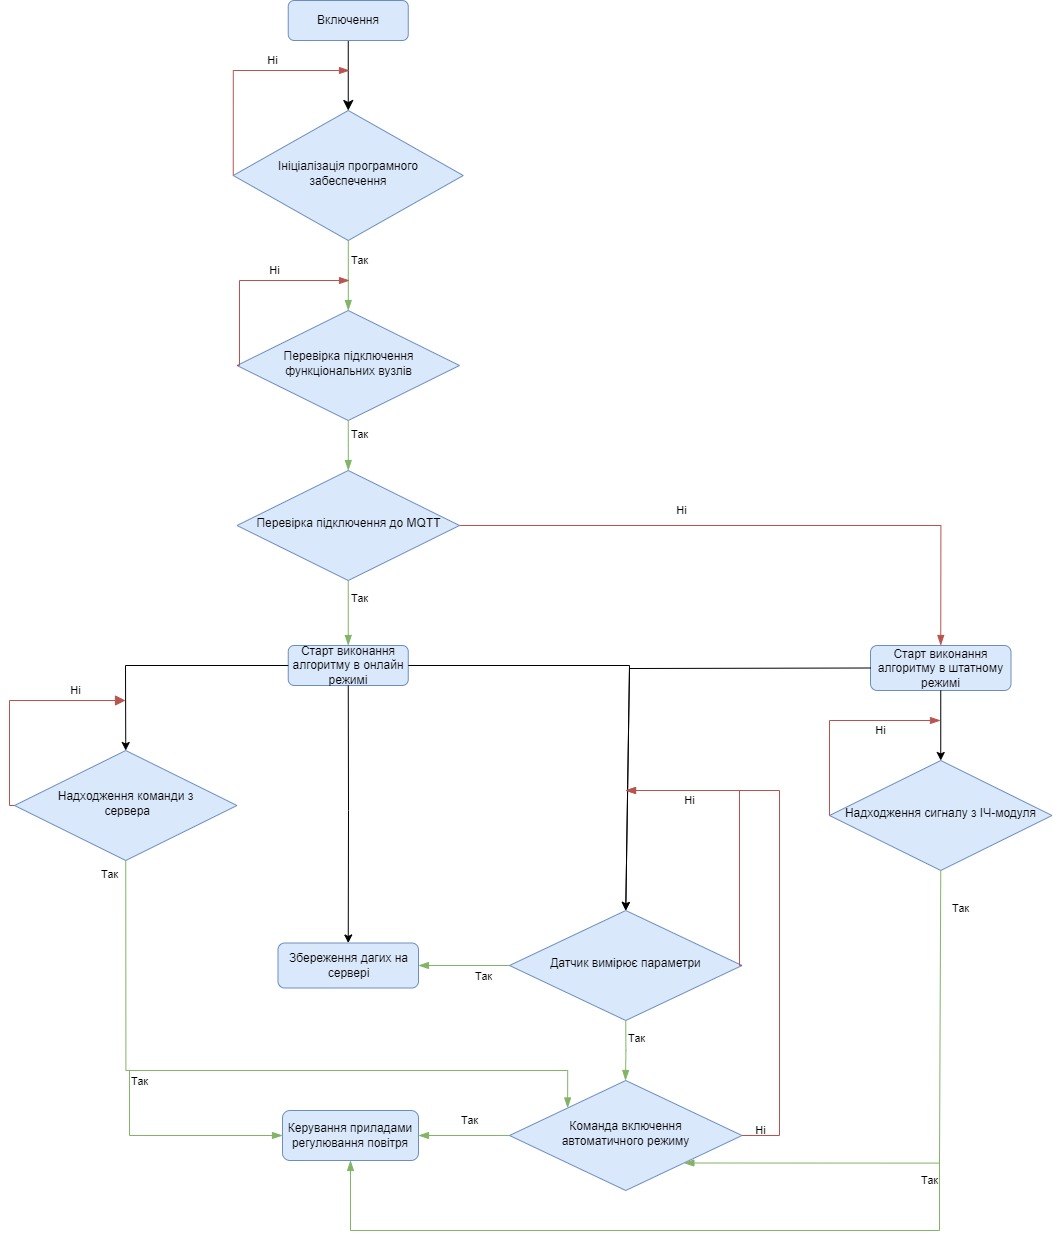 Включення
Ні
Ініціалізація програмного
забеспечення
Так
Ні
Перевірка підключення
функціональних вузлів
Так
Перевірка підключення до MQTT
Ні
Так
Старт виконання
алгоритму в онлайн
режимі
Старт виконання
алгоритму в штатному
режимі
Ні
Ні
Надходження команди з
сервера
Ні
Надходження сигналу з ІЧ-модуля
Так
Так
Збереження дагих на
сервері
Так
Датчик вимірює параметри
Так
Так
Керування приладами
регулювання повітря
Так
Команда включення
автоматичного режиму
Ні
Так